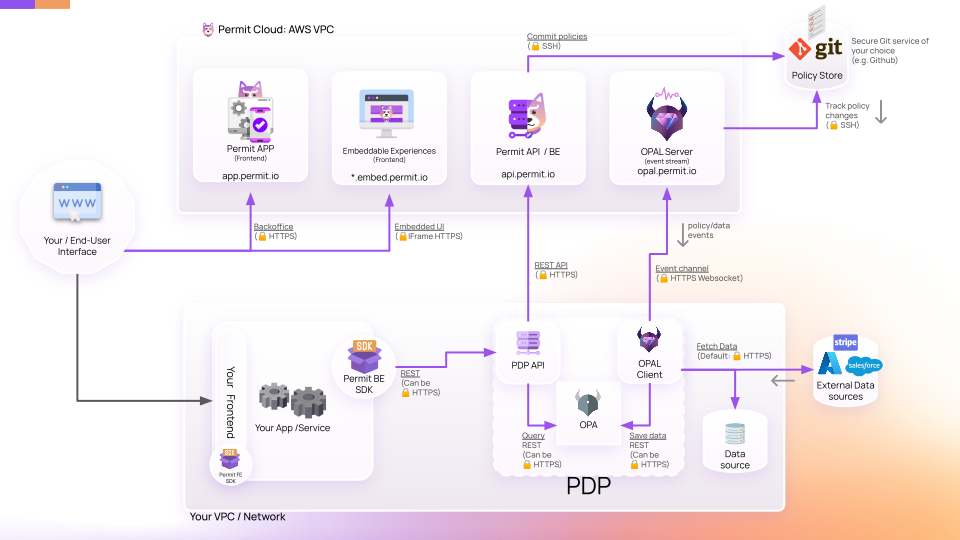 Permit Cloud: AWS VPC
Commit policies
(🔒 SSH)
git
Policy Store
Secure Git service of
your choice
(e.g. Github)
Track policy
changes
(🔒 SSH)
Permit APP
(Frontend)
app.permit.io
Embeddable Experiences
(Frontend)
*.embed.permit.io
Permit API / BE
api.permit.io
OPAL Server
(event stream)
opal.permit.io
WWW
Your / End-User
Interface
Backoffice
(🔒 HTTPS)
Embedded UI
(🔒 IFrame HTTPS)
policy/data
events
REST API
(🔒 HTTPS)
Event channel
(🔒 HTTPS Websocket)
Your Frontend
SDK
Permit FE
SDK
Your App /Service
SDK
Permit BE
SDK
REST
(Can be
🔒 HTTPS)
PDP API
OPAL
Client
OPA
Query
REST
(Can be
🔒 HTTPS)
Save data
REST
(Can be
🔒 HTTPS)
PDP
Fetch Data
(Default: 🔒 HTTPS)
Data
source
stripe
salesforce
External Data
sources
Your VPC / Network